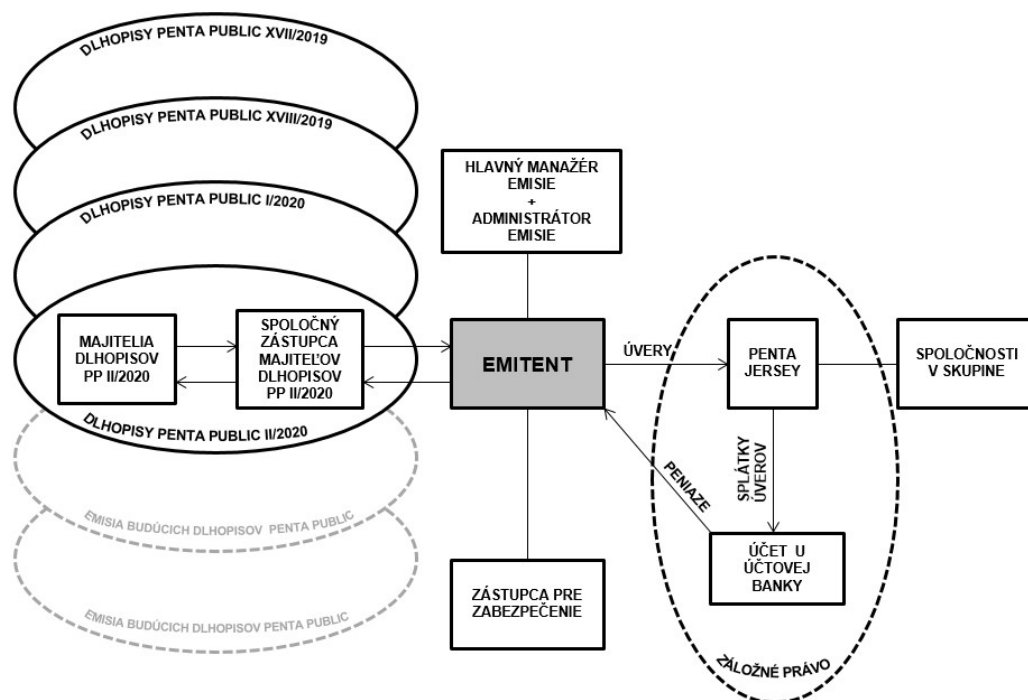 DLHOPISY PENTA PUBLIC XVII/2019
DLHOPISY PENTA PUBLIC XVIII/2019
DLHOPISY PENTA PUBLIC I/2020
MAJITELIA
DLHOPISOV
PP II/2020
SPOLOČNÝ
ZÁSTUPCA
MAJITEĽOV
DLHOPISOV
PP II/2020
DLHOPISY PENTA PUBLIC II/2020
EMISIA BUDÚCICH DLHOPISOV PENTA PUBLIC
EMISIA BUDÚCICH DLHOPISOV PENTA PUBLIC
HLAVNÝ MANAŽÉR
EMISIE
+
ADMINISTRÁTOR
EMISIE
EMITENT
ZÁSTUPCA PRE
ZABEZPEČENIE
ÚVERY
PENTA
JERSEY
SPOLOČNOSTI
V SKUPINE
PENIAZE
SPLÁTKY
ÚVEROV
ÚČET U
ÚČTOVEJ
BANKY
ZÁLOŽNÉ PRÁVO